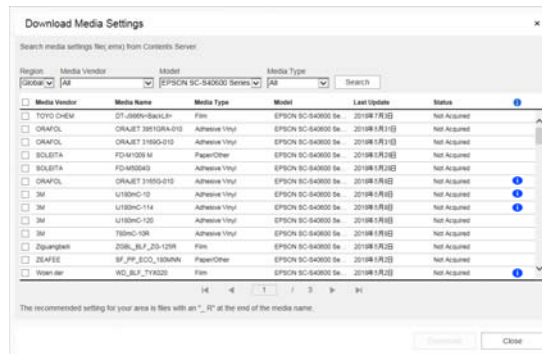 Download Media Settings
Search media settings file(.emx) from Contents Server.
Region Media Vendor Model Media Type
Global All EPSON SC-S40600 Series All Search
Media Vendor Media Name Media Type Model Last Update Status
TOYO CHEM Film EPSON SC-S40600 Se... Not Acquired
ORAFOL ORAJET 3951GRA-010 Adhesive Vinyl EPSON SC-S40600 Se... Not Acquired
ORAFOL ORAJET 3169G-010 Adhesive Vinyl EPSON SC-S40600 Se... Not Acquired
SOLEITA FD-M1009 M Paper/Other EPSON SC-S40600 Se... Not Acquired
SOLEITA FD-M5004G Adhesive Vinyl EPSON SC-S40600 Se... Not Acquired
ORAFOL ORAJET 3165G-010 Adhesive Vinyl EPSON SC-S40600 Se... Not Acquired
3M IJ180mC-10 Adhesive Vinyl EPSON SC-S40600 Se... Not Acquired
3M IJ180mC-114 Adhesive Vinyl EPSON SC-S40600 Se... Not Acquired
3M IJ180mC-120 Adhesive Vinyl EPSON SC-S40600 Se... Not Acquired
3M 780mC-10R Adhesive Vinyl EPSON SC-S40600 Se... Not Acquired
Ziguangbeili ZGBL_BLF_ZG-125R Film EPSON SC-S40600 Se... Not Acquired
ZEAFEE SF_PP_ECO_180MNN Paper/Other EPSON SC-S40600 Se... Not Acquired
Woen der WD_BLF_TYX020 Film EPSON SC-S40600 Se... Not Acquired
1 / 3
The recommended setting for your area is files with an "_ R" at the end of the media name.
Download Close